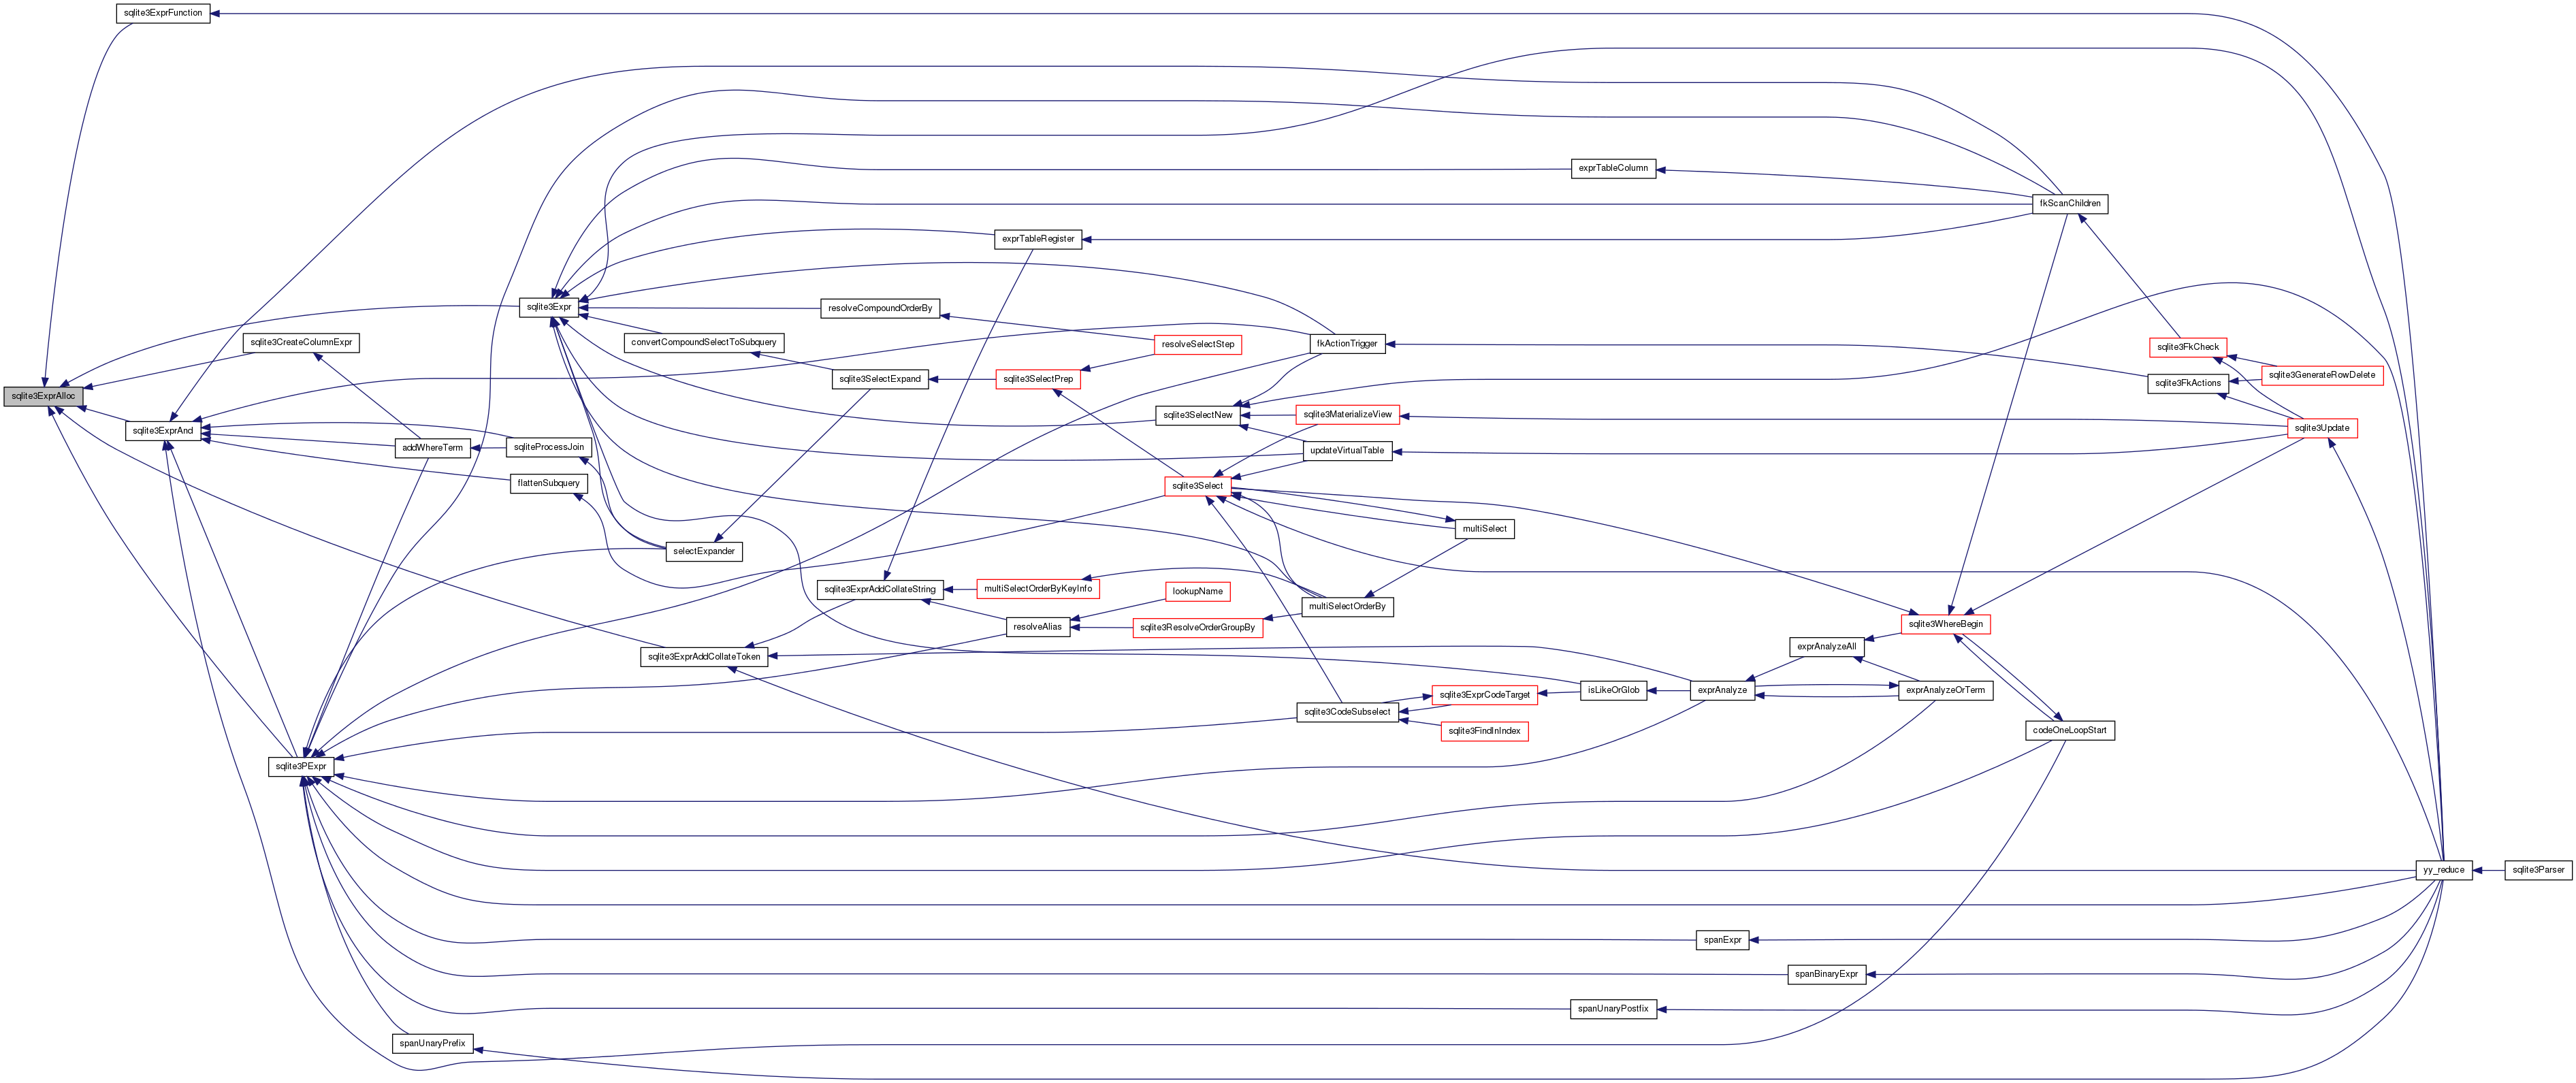 sqlite3ExprFunction
exprTableColumn
fkScanChildren
exprTableRegister
sqlite3Expr
resolveCompoundOrderBy
sqlite3CreateColumnExpr
convertCompoundSelectToSubquery
resolveSelectStep
fkActionTrigger
sqlite3FkCheck
sqlite3SelectExpand
sqlite3SelectPrep
sqlite3FkActions
sqlite3GenerateRowDelete
sqlite3ExprAlloc
sqlite3SelectNew
sqlite3MaterializeView
sqlite3ExprAnd
sqlite3Update
addWhereTerm
sqliteProcessJoin
updateVirtualTable
flattenSubquery
sqlite3Select
multiSelect
selectExpander
sqlite3ExprAddCollateString
multiSelectOrderByKeyInfo
lookupName
multiSelectOrderBy
resolveAlias
sqlite3ResolveOrderGroupBy
sqlite3WhereBegin
exprAnalyzeAll
sqlite3ExprAddCollateToken
sqlite3ExprCodeTarget
isLikeOrGlob
exprAnalyze
exprAnalyzeOrTerm
sqlite3CodeSubselect
sqlite3FindInIndex
codeOneLoopStart
sqlite3PExpr
yy_reduce
sqlite3Parser
spanExpr
spanBinaryExpr
spanUnaryPostfix
spanUnaryPrefix